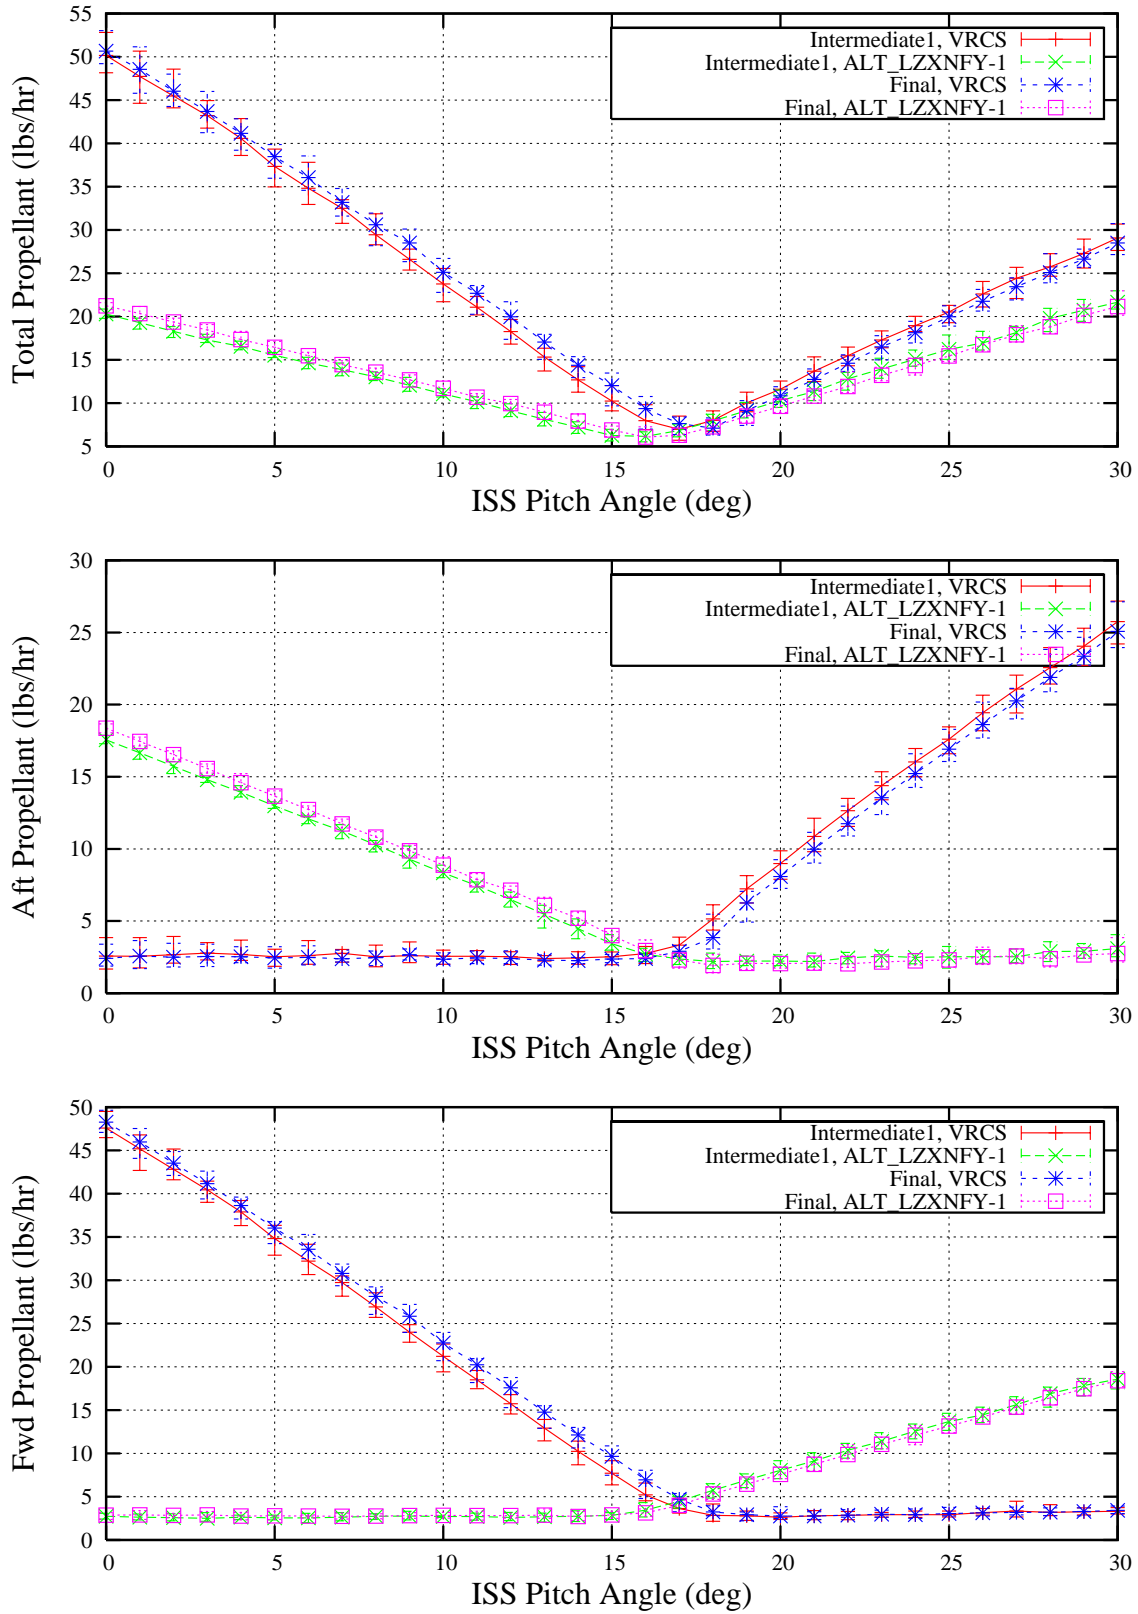 Total Propellant (lbs/hr)
55
50
45
40
35
30
25
20
15
10
5
Intermediate1, VRCS
Intermediate1, ALT_LZXNFY-1
Final, VRCS
Final, ALT_LZXNFY-1
0 5 10 15 20 25 30
ISS Pitch Angle (deg)
Aft Propellant (lbs/hr)
30
25
20
15
10
5
0
Intermediate1, VRCS
Intermediate1, ALT_LZXNFY-1
Final, VRCS
Final, ALT_LZXNFY-1
0 5 10 15 20 25 30
ISS Pitch Angle (deg)
Fwd Propellant (lbs/hr)
50
45
40
35
30
25
20
15
10
5
0
Intermediate1, VRCS
Intermediate1, ALT_LZXNFY-1
Final, VRCS
Final, ALT_LZXNFY-1
0 5 10 15 20 25 30
ISS Pitch Angle (deg)